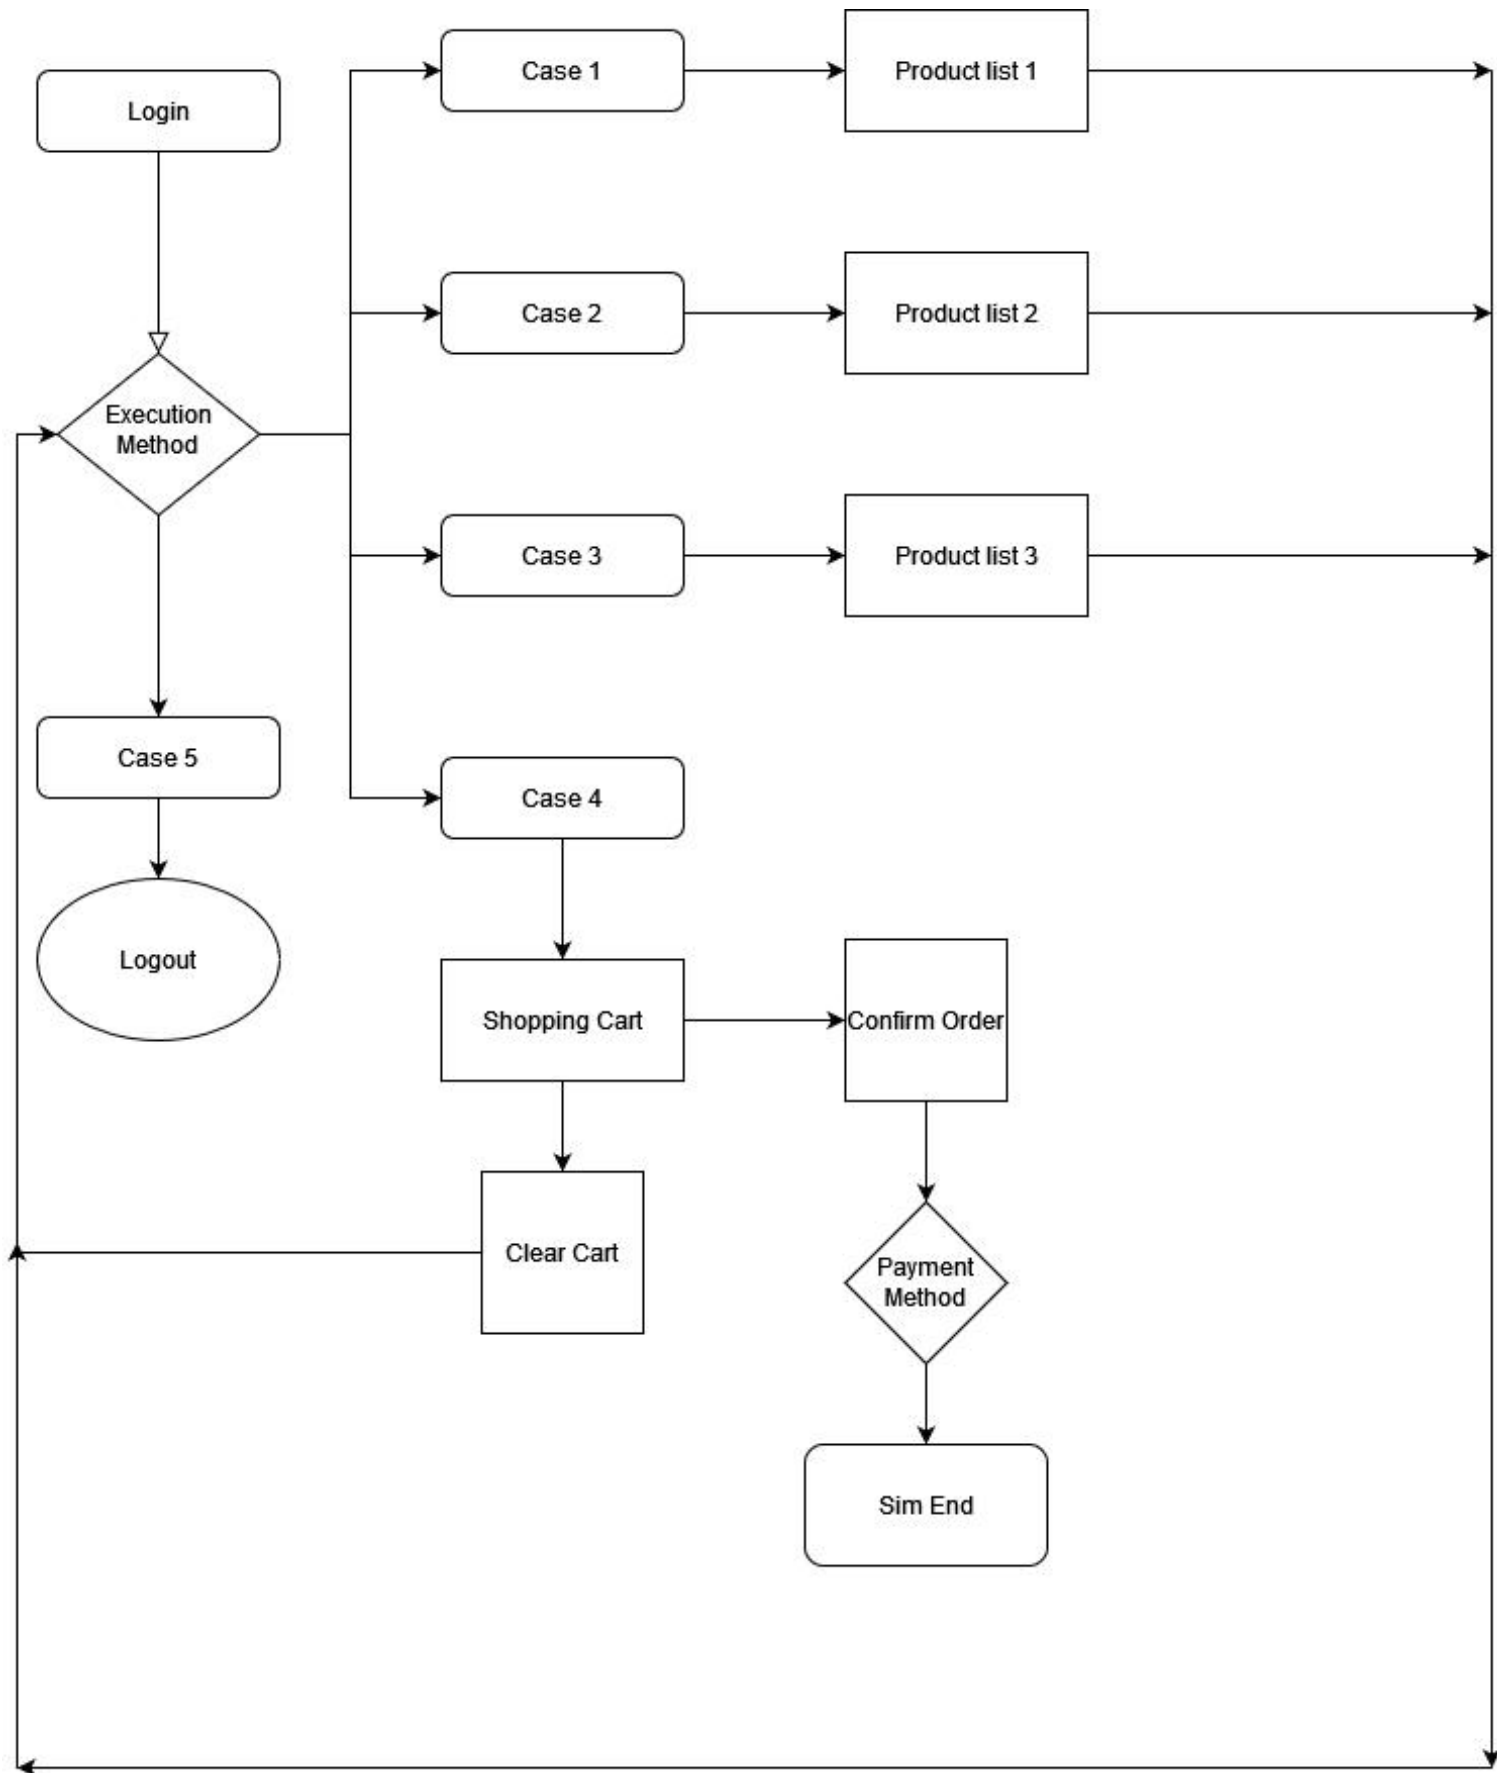 Case 1
Product list 1
Login
Case 2
Product list 2
Execution
Method
Case 3
Product list 3
Case 5
Case 4
Logout
Shopping Cart
Confirm Order
Clear Cart
Payment
Method
Sim End